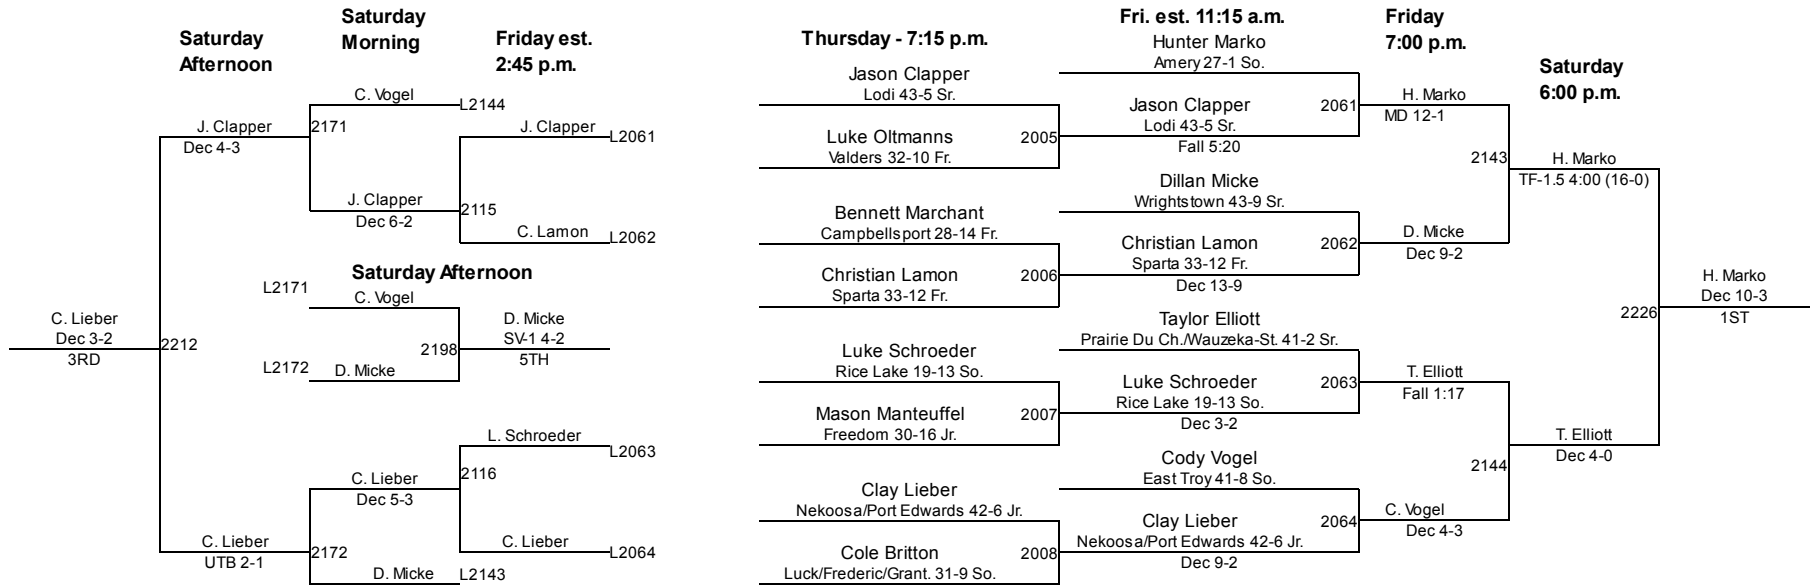 Saturday
Afternoon
Saturday
Morning
Friday est.
2:45 p.m.
C. Vogel
L2144
J. Clapper
Dec 4-3
2171
J. Clapper
L2061
J. Clapper
Dec 6-2
2115
C. Lamon
L2062
Saturday Afternoon
L2171
C. Vogel
C. Lieber
Dec 3-2
3RD
2212
2198
D. Micke
SV-1 4-2
5TH
L2172
D. Micke
L. Schroeder
L2063
C. Lieber
Dec 5-3
2116
C. Lieber
UTB 2-1
2172
C. Lieber
L2064
D. Micke
L2143
Thursday - 7:15 p.m.
Jason Clapper
Lodi 43-5 Sr.
Luke Oltmanns
Valders 32-10 Fr.
2005
Bennett Marchant
Campbellsport 28-14 Fr.
Christian Lamon
Sparta 33-12 Fr.
2006
Luke Schroeder
Rice Lake 19-13 So.
Mason Manteuffel
Freedom 30-16 Jr.
2007
Clay Lieber
Nekoosa/Port Edwards 42-6 Jr.
Cole Britton
Luck/Frederic/Grant. 31-9 So.
2008
Fri. est. 11:15 a.m.
Hunter Marko
Amery 27-1 So.
Jason Clapper
Lodi 43-5 Sr.
Fall 5:20
2061
Dillan Micke
Wrightstown 43-9 Sr.
Christian Lamon
Sparta 33-12 Fr.
Dec 13-9
2062
Taylor Elliott
Prairie Du Ch./Wauzeka-St. 41-2 Sr.
Luke Schroeder
Rice Lake 19-13 So.
Dec 3-2
2063
Cody Vogel
East Troy 41-8 So.
Clay Lieber
Nekoosa/Port Edwards 42-6 Jr.
Dec 9-2
2064
Friday
7:00 p.m.
H. Marko
MD 12-1
2143
D. Micke
Dec 9-2
T. Elliott
Fall 1:17
2144
C. Vogel
Dec 4-3
Saturday
6:00 p.m.
H. Marko
TF-1.5 4:00 (16-0)
2226
T. Elliott
Dec 4-0
H. Marko
Dec 10-3
1ST